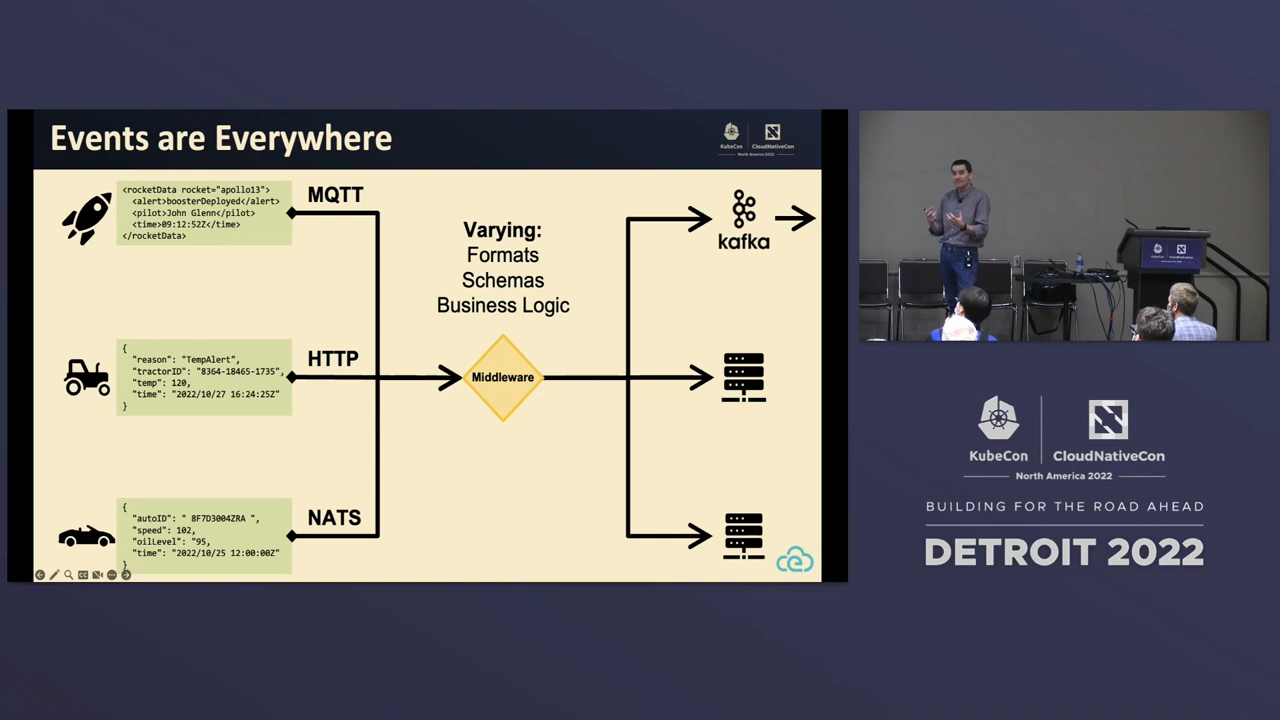 Events are Everywhere
KubeCon
CloudNativeCon
North America 2022
<rocketData rocket="apollo13">
<alert>boosterDeployed</alert>
<pilot>John Glenn</pilot>
<time>09:12:52Z</time>
</rocketData>
MQTT
Varying:
Formats
Schemas
Business Logic
kafka
{
"reason": "TempAlert",
"tractorID": "8364-18465-1735",
"temp": 120,
"time": "2022/10/27 16:24:25Z"
}
HTTP
Middleware
{
"autoID": " 8F7D3004ZRA ",
"speed": 102,
"oilLevel": "95,
"time": "2022/10/25 12:00:00Z"
}
NATS
KubeCon
CloudNativeCon
North America 2022
BUILDING FOR THE ROAD AHEAD
DETROIT 2022